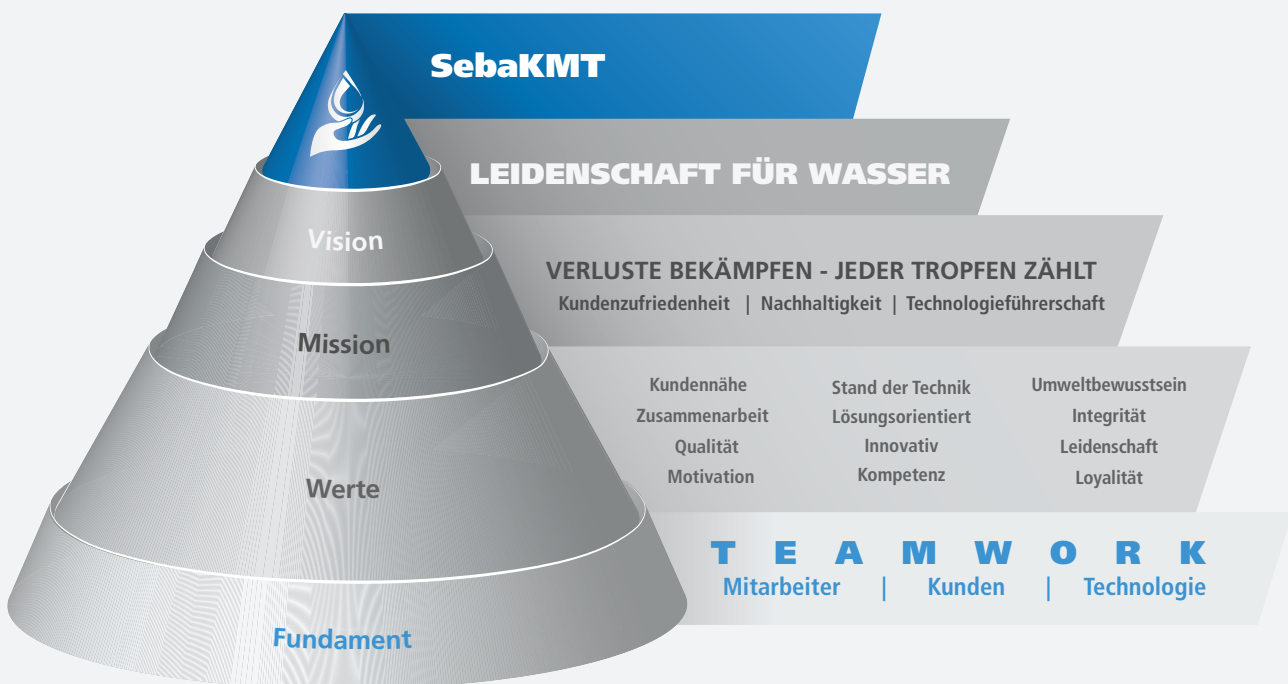 SebaKMT
LEIDENSCHAFT FÜR WASSER
Vision
VERLUSTE BEKÄMPFEN - JEDER TROPFEN ZÄHLT
Kundenzufriedenheit | Nachhaltigkeit | Technologieführerschaft
Mission
Kundennähe
Zusammenarbeit
Qualität
Motivation
Stand der Technik
Lösungsorientiert
Innovativ
Kompetenz
Umweltbewusstsein
Integrität
Leidenschaft
Loyalität
Werte
TEAMWORK
Mitarbeiter | Kunden | Technologie
Fundament